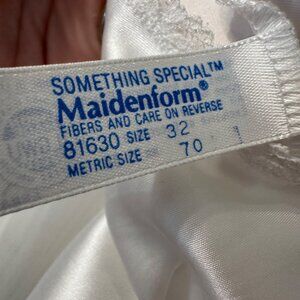 SOMETHING SPECIAL™
Maidenform®
FIBERS AND CARE ON REVERSE
81630 SIZE 32
METRIC SIZE 70